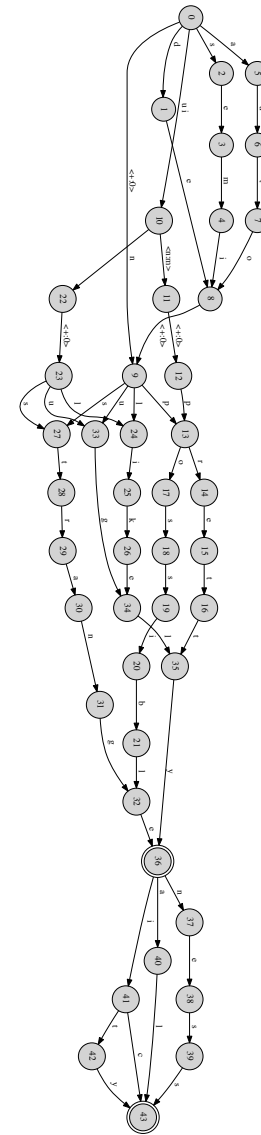 0
a
s
d
5
2
u i
1
e
6
3
m
e
<+:0>
7
4
10
o
i
n
<n:m>
8
11
22
<+:0>
<+:0>
<+:0>
12
9
23
p
p
l
u
l
u
s
13
24
33
27
r
o
i
t
14
17
25
28
e
s
k
g
r
15
18
26
29
t
s
e
a
16
19
34
30
t
i
l
n
35
20
b
31
y
21
g
l
32
e
36
n
a
i
37
40
e
l
38
41
s
c
t
39
42
s
y
43